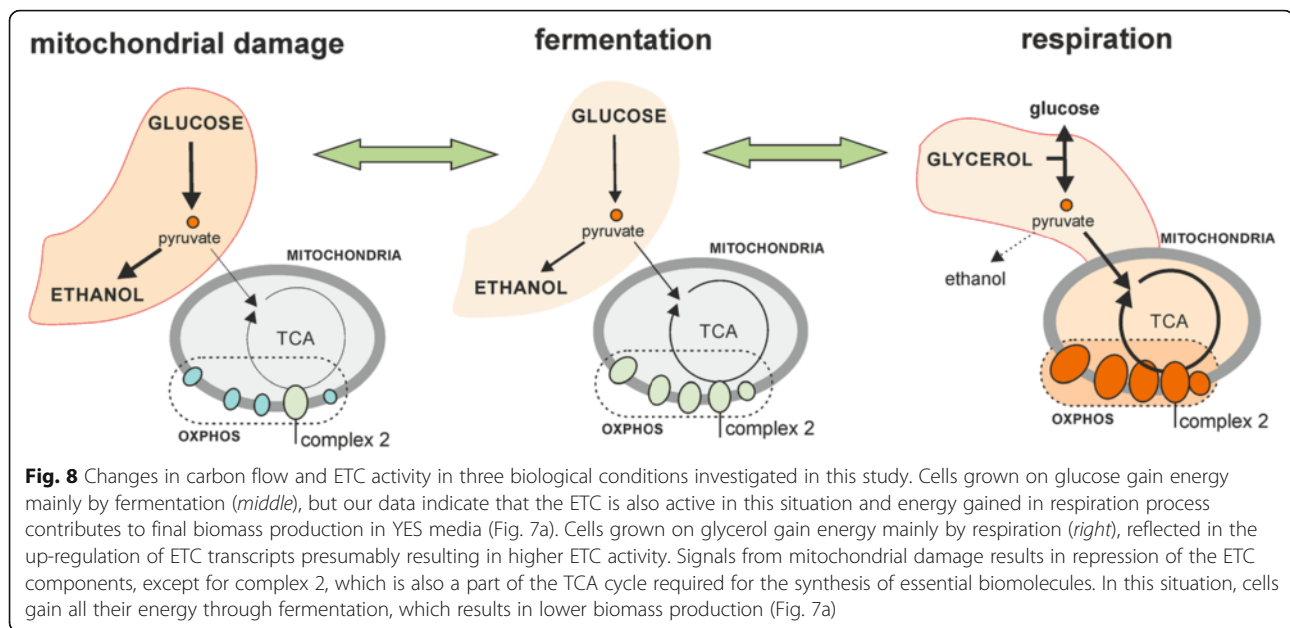 mitochondrial damage
fermentation
respiration
GLUCOSE
pyruvate
ETHANOL
MITOCHONDRIA
TCA
OXPHOS
complex 2
GLUCOSE
pyruvate
ETHANOL
MITOCHONDRIA
TCA
OXPHOS
complex 2
glucose
GLYCEROL
pyruvate
ethanol
MITOCHONDRIA
TCA
OXPHOS
complex 2
Fig. 8 Changes in carbon flow and ETC activity in three biological conditions investigated in this study. Cells grown on glucose gain energy
mainly by fermentation (middle), but our data indicate that the ETC is also active in this situation and energy gained in respiration process
contributes to final biomass production in YES media (Fig. 7a). Cells grown on glycerol gain energy mainly by respiration (right), reflected in the
up-regulation of ETC transcripts presumably resulting in higher ETC activity. Signals from mitochondrial damage results in repression of the ETC
components, except for complex 2, which is also a part of the TCA cycle required for the synthesis of essential biomolecules. In this situation, cells
gain all their energy through fermentation, which results in lower biomass production (Fig. 7a)